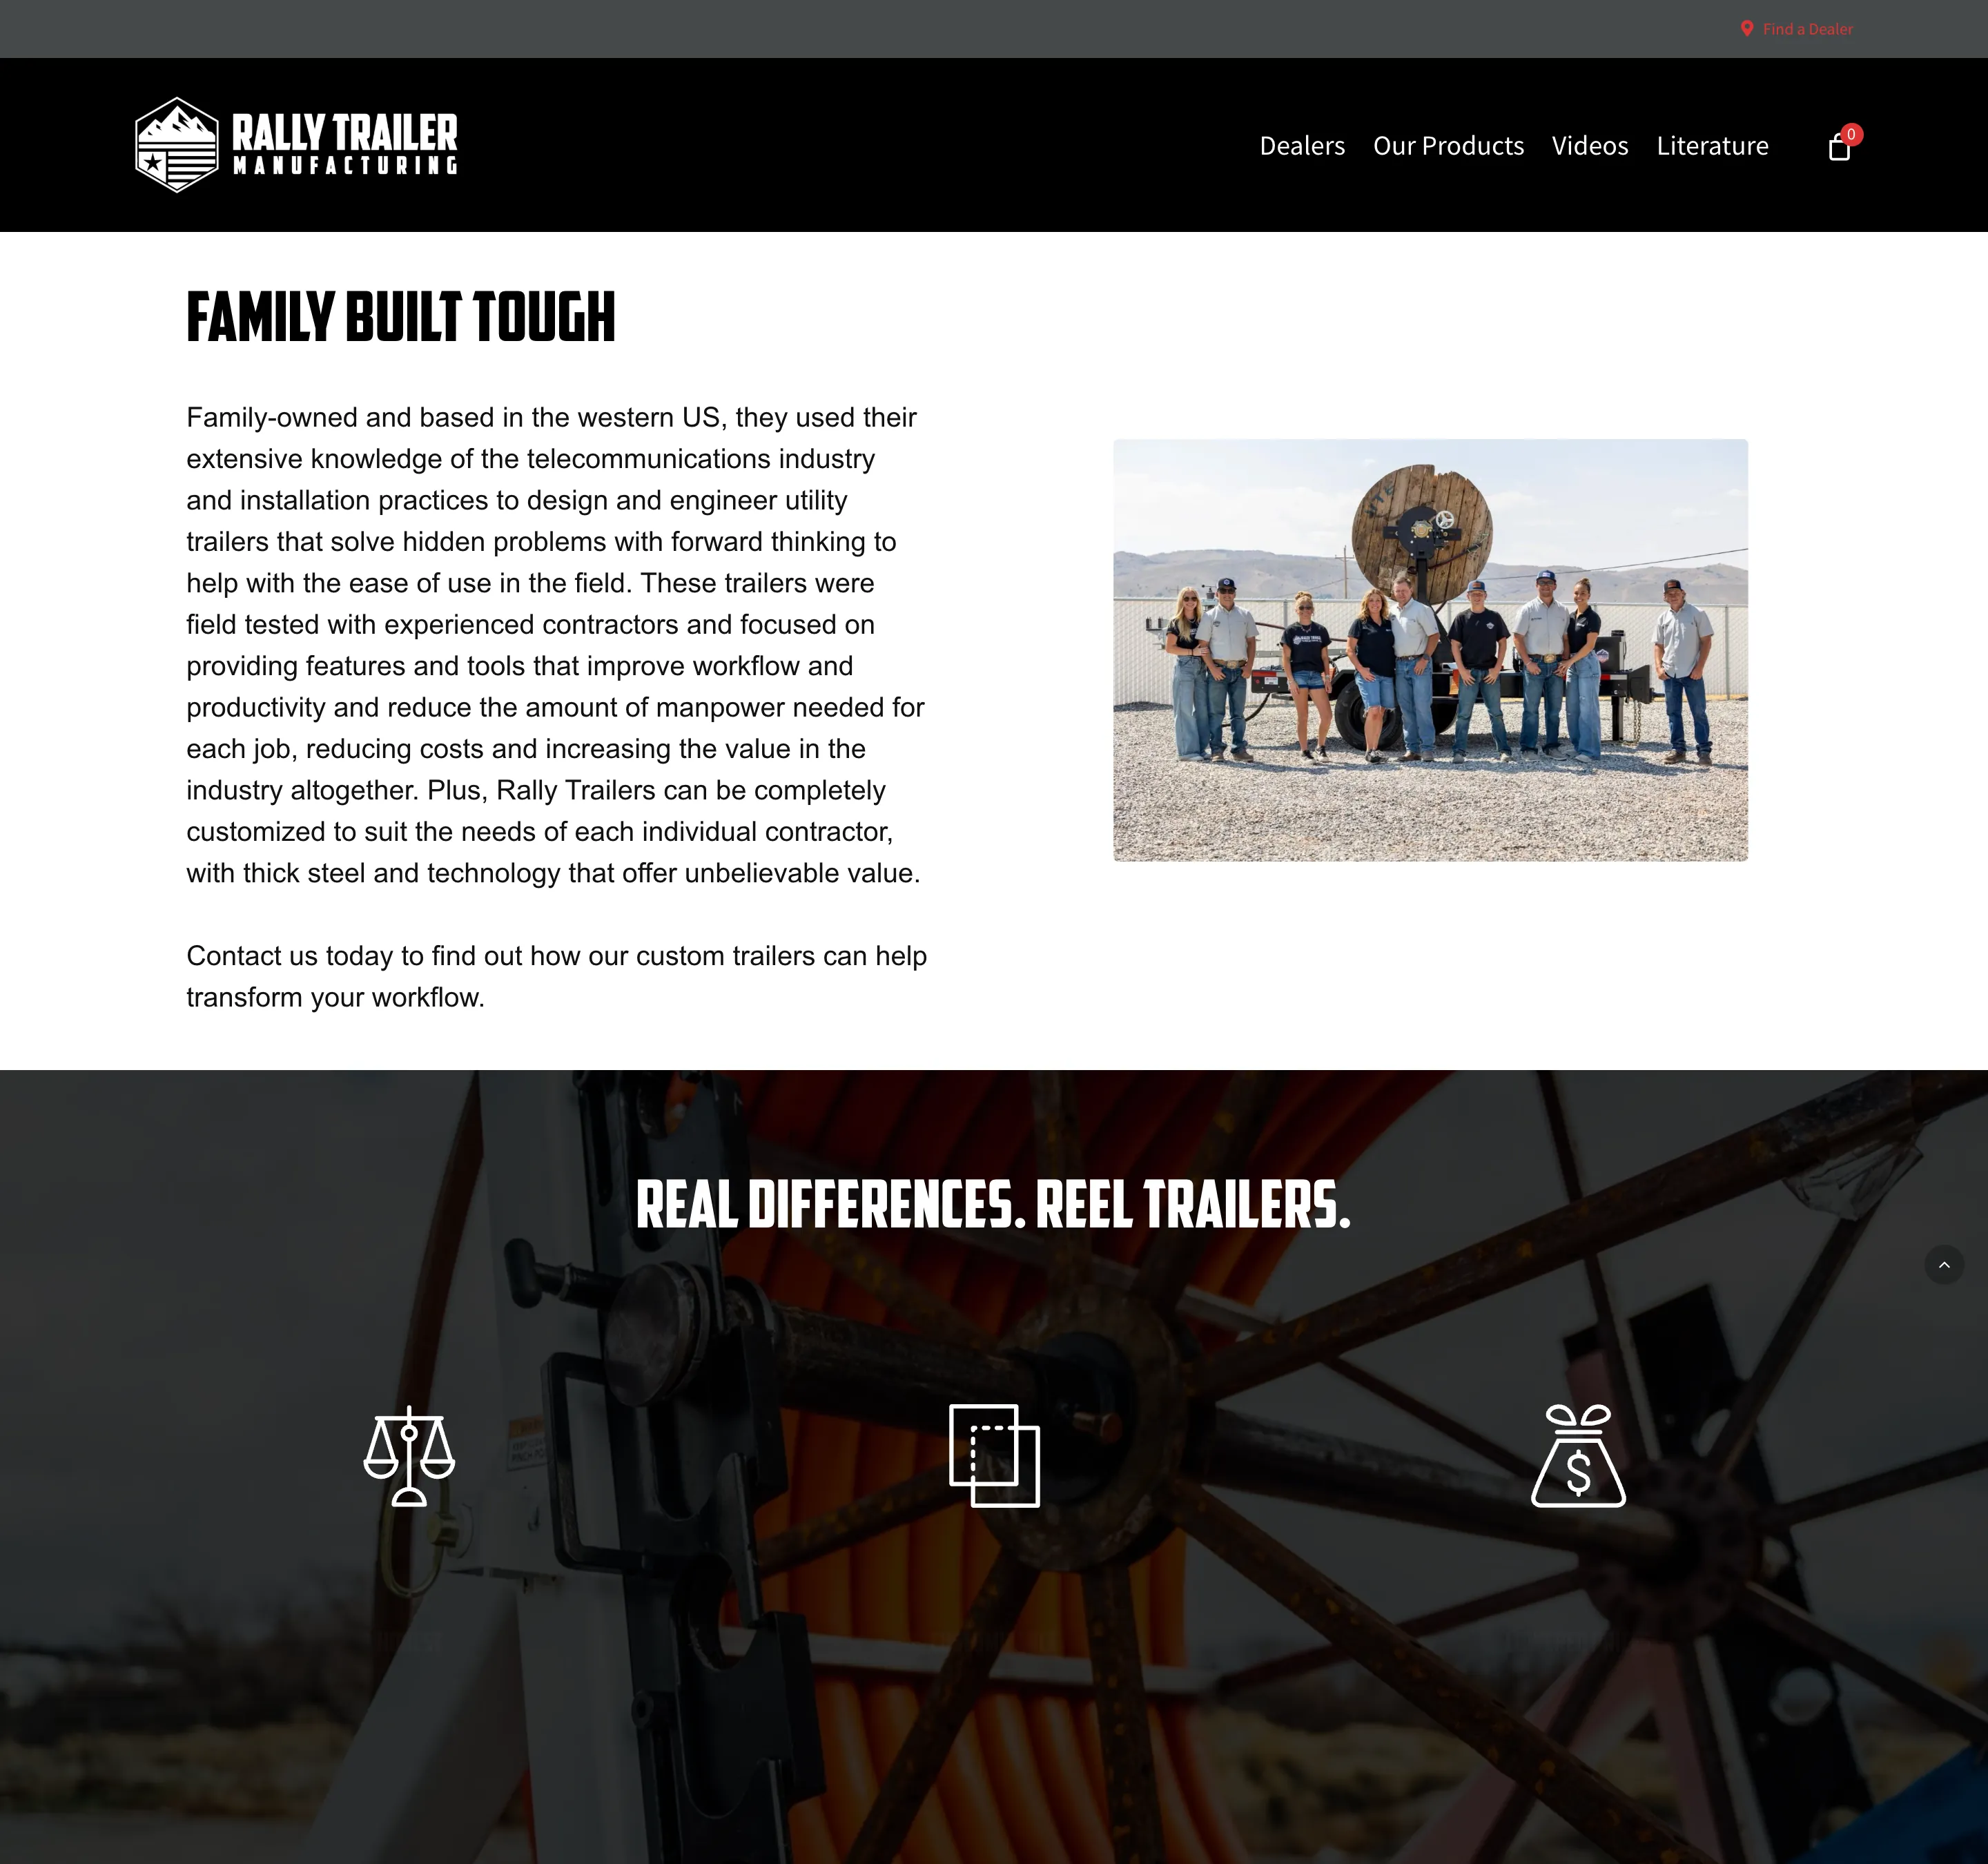 Find a Dealer
RALLY TRAILER
MANUFACTURING
Dealers Our Products Videos Literature
0
FAMILY BUILT TOUGH
Family-owned and based in the western US, they used their
extensive knowledge of the telecommunications industry
and installation practices to design and engineer utility
trailers that solve hidden problems with forward thinking to
help with the ease of use in the field. These trailers were
field tested with experienced contractors and focused on
providing features and tools that improve workflow and
productivity and reduce the amount of manpower needed for
each job, reducing costs and increasing the value in the
industry altogether. Plus, Rally Trailers can be completely
customized to suit the needs of each individual contractor,
with thick steel and technology that offer unbelievable value.
Contact us today to find out how our custom trailers can help
transform your workflow.
REAL DIFFERENCES. REEL TRAILERS.
$